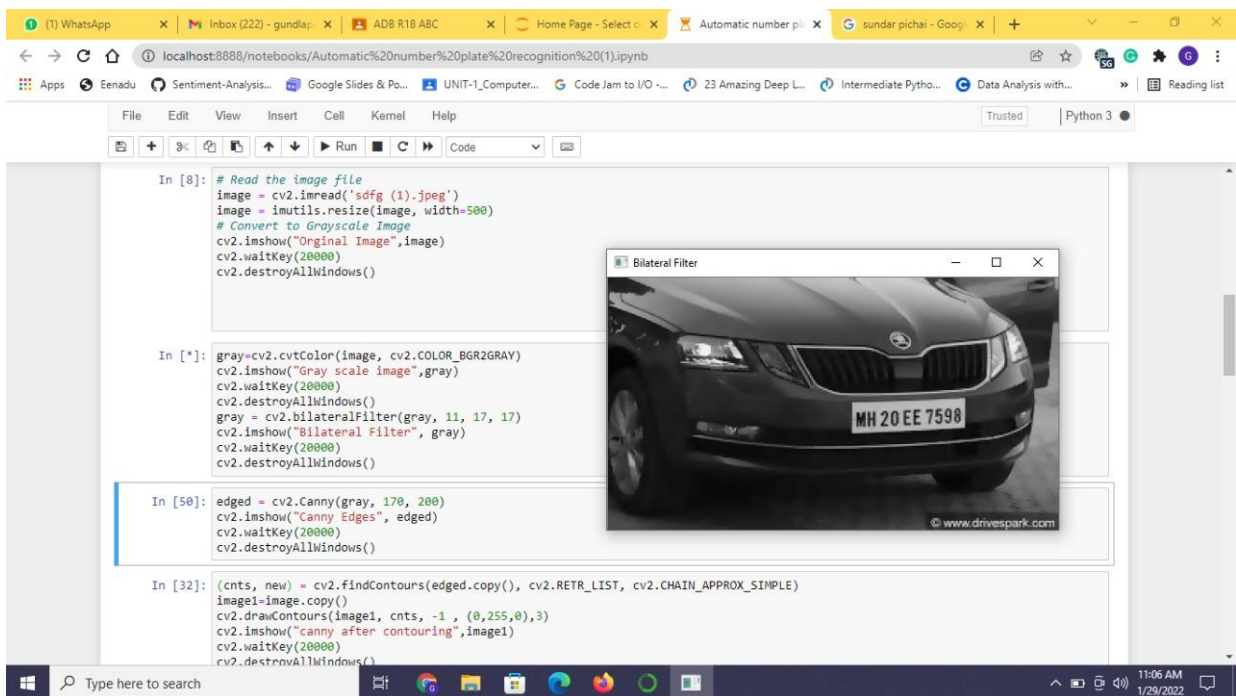 (1) WhatsApp
Inbox (222) - gundlap
ADB R18 ABC
Home Page - Select o
Automatic number pl
sundar pichai - Googl
localhost:8888/notebooks/Automatic%20number%20plate%20recognition%20(1).ipynb
Apps
Eenadu
Sentiment-Analysis...
Google Slides & Po...
UNIT-1_Computer...
Code Jam to I/O -...
23 Amazing Deep L...
Intermediate Pytho...
Data Analysis with...
»
Reading list
File Edit View Insert Cell Kernel Help
Trusted
Python 3
Run
Code
In [8]:
# Read the image file
image = cv2.imread('sdfg (1).jpeg')
image = imutils.resize(image, width=500)
# Convert to Grayscale Image
cv2.imshow("Orginal Image",image)
cv2.waitKey(20000)
cv2.destroyAllWindows()
In [*]:
gray=cv2.cvtColor(image, cv2.COLOR_BGR2GRAY)
cv2.imshow("Gray scale image",gray)
cv2.waitKey(20000)
cv2.destroyAllWindows()
gray = cv2.bilateralFilter(gray, 11, 17, 17)
cv2.imshow("Bilateral Filter", gray)
cv2.waitKey(20000)
cv2.destroyAllWindows()
Bilateral Filter
MH 20 EE 7598
© www.drivespark.com
In [50]:
edged = cv2.Canny(gray, 170, 200)
cv2.imshow("Canny Edges", edged)
cv2.waitKey(20000)
cv2.destroyAllWindows()
In [32]:
(cnts, new) = cv2.findContours(edged.copy(), cv2.RETR_LIST, cv2.CHAIN_APPROX_SIMPLE)
image1=image.copy()
cv2.drawContours(image1, cnts, -1 , (0,255,0),3)
cv2.imshow("canny after contouring",image1)
cv2.waitKey(20000)
cv2.destroyAllWindows()
Type here to search
11:06 AM
1/29/2022